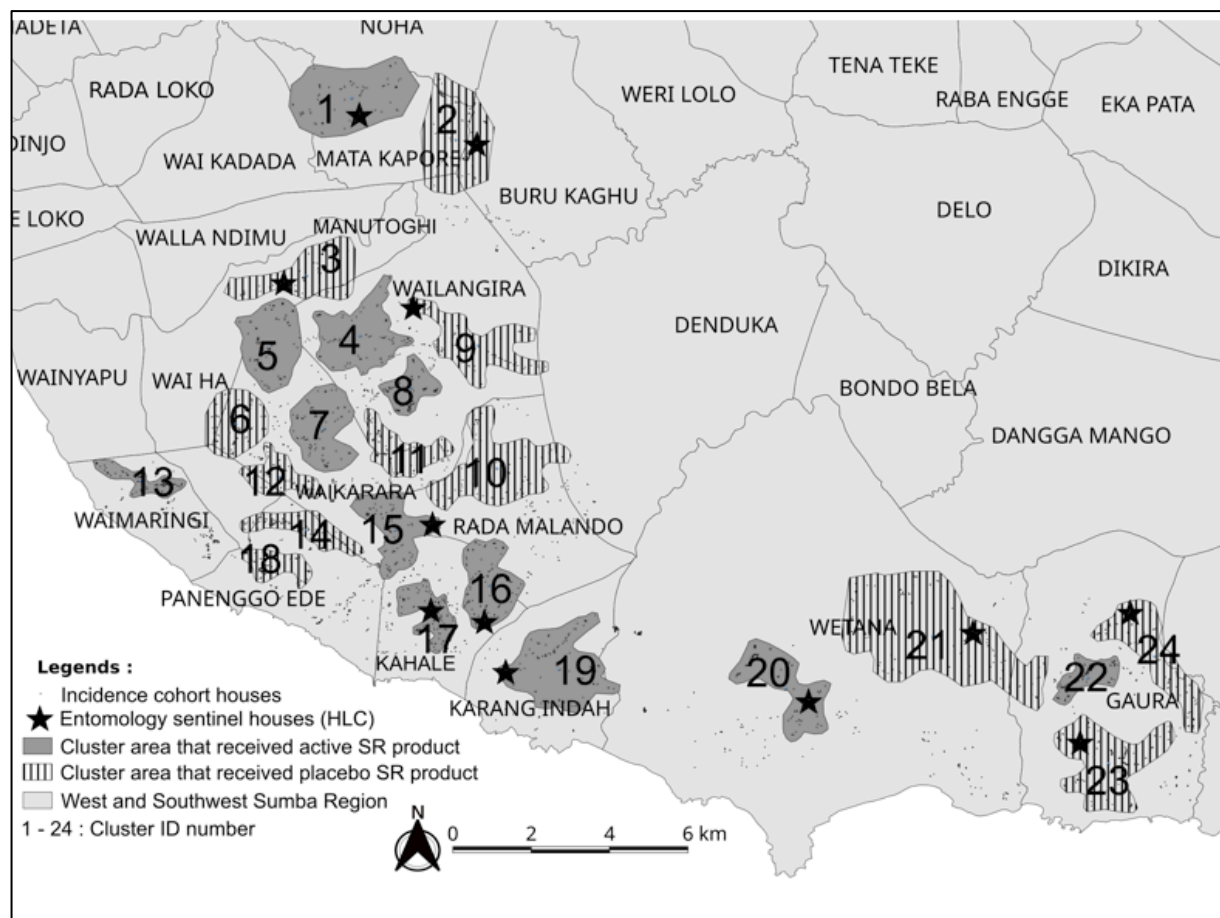 ADETA
NOHA
RADA LOKO
TENA TEKE
WERI LOLO
RABA ENGGE
EKA PATA
1
2
DINJO
WAI KADADA
MATA KAPORE
BURU KAGHU
E LOKO
WALLA NDIMU
MANUTOGHI
DELO
3
DIKIRA
WAILANGIRA
DENDUKA
4
5
9
WAINYAPU
WAI HA
8
BONDO BELA
6
7
DANGGA MANGO
11
10
13
12
WAIKARARA
WAIMARINGI
15
RADA MALANDO
14
18
PANENGGO EDE
16
17
WETANA
21
24
KAHALE
19
20
22
GAURA
KARANG INDAH
23
Legends :
Incidence cohort houses
Entomology sentinel houses (HLC)
Cluster area that received active SR product
Cluster area that received placebo SR product
West and Southwest Sumba Region
1 - 24 : Cluster ID number
N
0 2 4 6 km